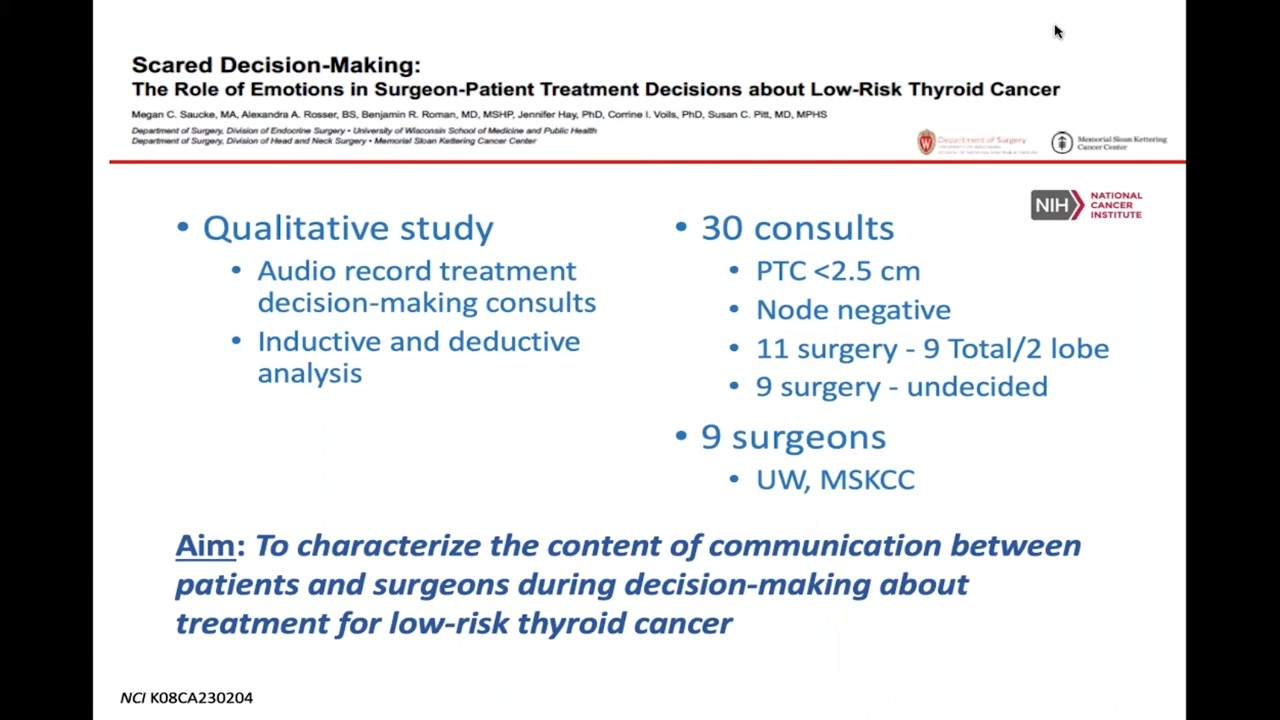 Scared Decision-Making:
The Role of Emotions in Surgeon-Patient Treatment Decisions about Low-Risk Thyroid Cancer
Megan C. Saucke, MA, Alexandra A. Rosser, BS, Benjamin R. Roman, MD, MSHP, Jennifer Hay, PhD, Corrine I. Voils, PhD, Susan C. Pitt, MD, MPHS
Department of Surgery, Division of Endocrine Surgery • University of Wisconsin School of Medicine and Public Health
Department of Surgery, Division of Head and Neck Surgery • Memorial Sloan Kettering Cancer Center
Department of Surgery
Memorial Sloan Kettering
Cancer Center
NIH
NATIONAL
CANCER
INSTITUTE
• Qualitative study
• Audio record treatment
decision-making consults
• Inductive and deductive
analysis
• 30 consults
• PTC <2.5 cm
• Node negative
• 11 surgery - 9 Total/2 lobe
• 9 surgery - undecided
• 9 surgeons
• UW, MSKCC
Aim: To characterize the content of communication between
patients and surgeons during decision-making about
treatment for low-risk thyroid cancer
NCI K08CA230204